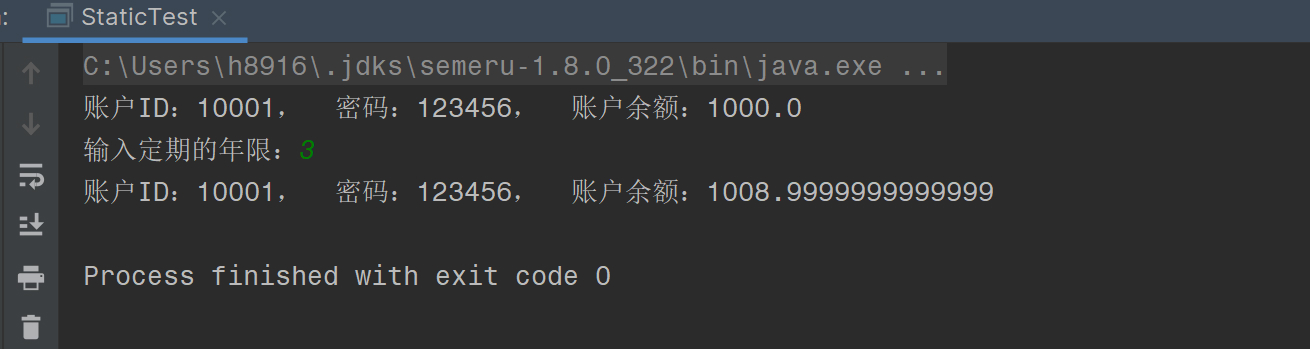 : StaticTest ×
C:\Users\h8916\.jdks\semeru-1.8.0_322\bin\java.exe ...
账户ID：10001， 密码：123456， 账户余额：1000.0
输入定期的年限：3
账户ID：10001， 密码：123456， 账户余额：1008.9999999999999
Process finished with exit code 0